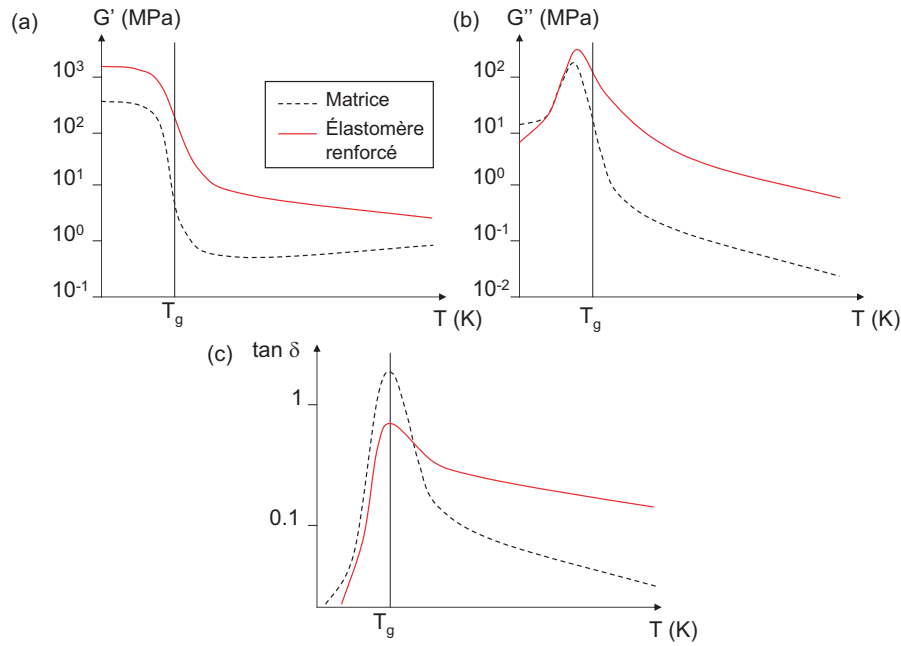 (a)
G' (MPa)
10³
10²
10¹
10⁰
10⁻¹
T_g
T (K)
Matrice
Élastomère
renforcé
(b)
G'' (MPa)
10²
10¹
10⁰
10⁻¹
10⁻²
T_g
T (K)
(c)
tan δ
1
0.1
T_g
T (K)